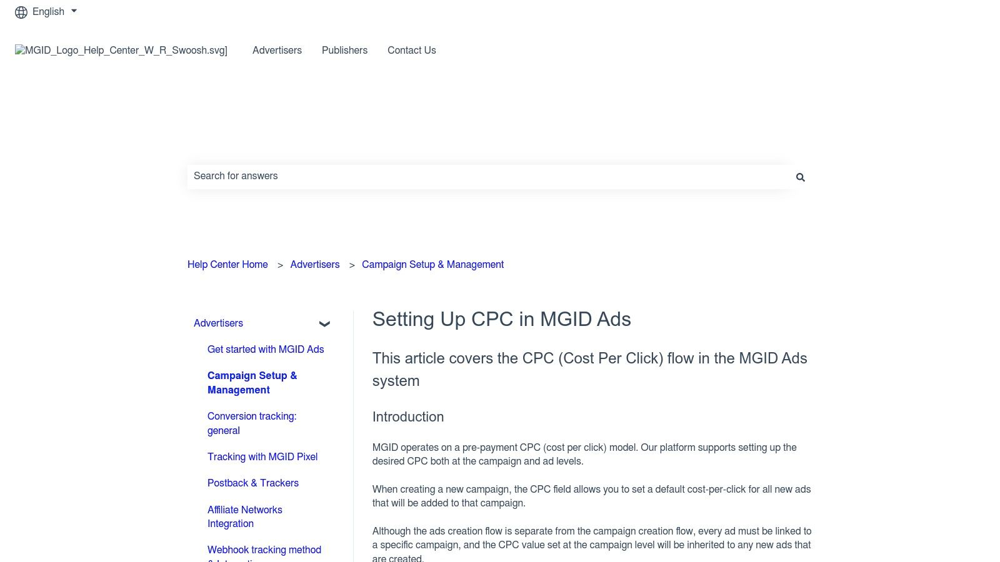 English
MGID_Logo_Help_Center_W_R_Swoosh.svg]
Advertisers
Publishers
Contact Us
Search for answers
Help Center Home > Advertisers > Campaign Setup & Management
Advertisers
Get started with MGID Ads
Campaign Setup &
Management
Conversion tracking:
general
Tracking with MGID Pixel
Postback & Trackers
Affiliate Networks
Integration
Webhook tracking method
Setting Up CPC in MGID Ads
This article covers the CPC (Cost Per Click) flow in the MGID Ads
system
Introduction
MGID operates on a pre-payment CPC (cost per click) model. Our platform supports setting up the
desired CPC both at the campaign and ad levels.
When creating a new campaign, the CPC field allows you to set a default cost-per-click for all new ads
that will be added to that campaign.
Although the ads creation flow is separate from the campaign creation flow, every ad must be linked to
a specific campaign, and the CPC value set at the campaign level will be inherited to any new ads that
are created.